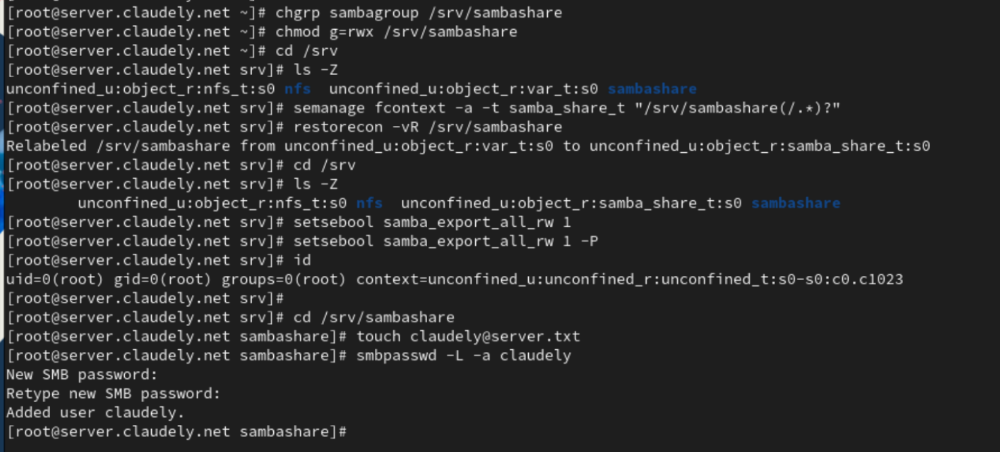 [root@server.claudely.net ~]# chgrp sambagroup /srv/sambashare
[root@server.claudely.net ~]# chmod g=rwx /srv/sambashare
[root@server.claudely.net ~]# cd /srv
[root@server.claudely.net srv]# ls -Z
unconfined_u:object_r:nfs_t:s0 nfs  unconfined_u:object_r:var_t:s0 sambashare
[root@server.claudely.net srv]# semanage fcontext -a -t samba_share_t "/srv/sambashare(/.*)?"
[root@server.claudely.net srv]# restorecon -vR /srv/sambashare
Relabeled /srv/sambashare from unconfined_u:object_r:var_t:s0 to unconfined_u:object_r:samba_share_t:s0
[root@server.claudely.net srv]# cd /srv
[root@server.claudely.net srv]# ls -Z
        unconfined_u:object_r:nfs_t:s0 nfs  unconfined_u:object_r:samba_share_t:s0 sambashare
[root@server.claudely.net srv]# setsebool samba_export_all_rw 1
[root@server.claudely.net srv]# setsebool samba_export_all_rw 1 -P
[root@server.claudely.net srv]# id
uid=0(root) gid=0(root) groups=0(root) context=unconfined_u:unconfined_r:unconfined_t:s0-s0:c0.c1023
[root@server.claudely.net srv]#
[root@server.claudely.net srv]# cd /srv/sambashare
[root@server.claudely.net sambashare]# touch claudely@server.txt
[root@server.claudely.net sambashare]# smbpasswd -L -a claudely
New SMB password:
Retype new SMB password:
Added user claudely.
[root@server.claudely.net sambashare]#